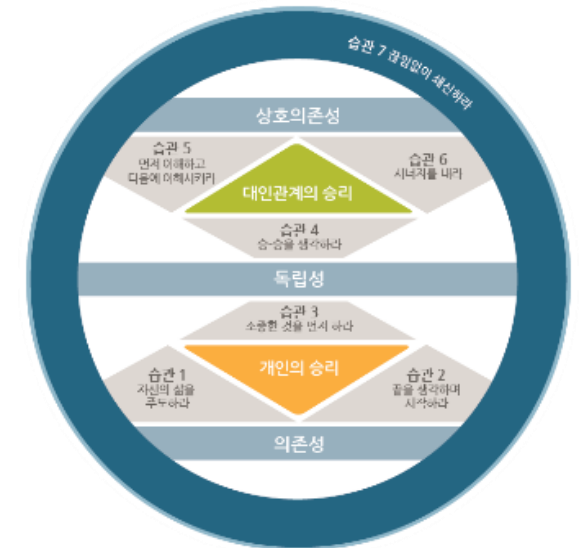 습관 7 끊임없이 쇄신하라
상호의존성
습관 5
먼저 이해하고
다음에 이해시키라
습관 6
시너지를 내라
대인관계의 승리
습관 4
승-승을 생각하라
독립성
습관 3
소중한 것을 먼저 하라
습관 1
자신의 삶을
주도하라
개인의 승리
습관 2
끝을 생각하며
시작하라
의존성